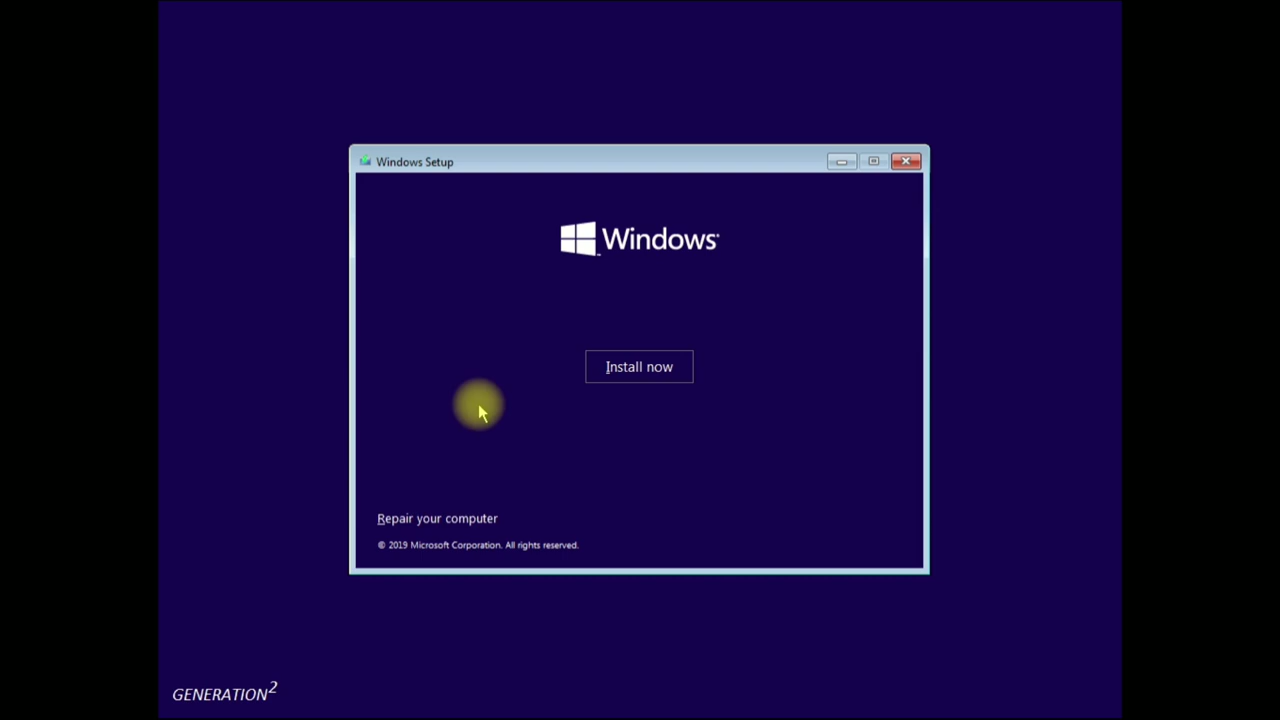 Windows Setup
Windows
Install now
Repair your computer
© 2019 Microsoft Corporation. All rights reserved.
GENERATION²